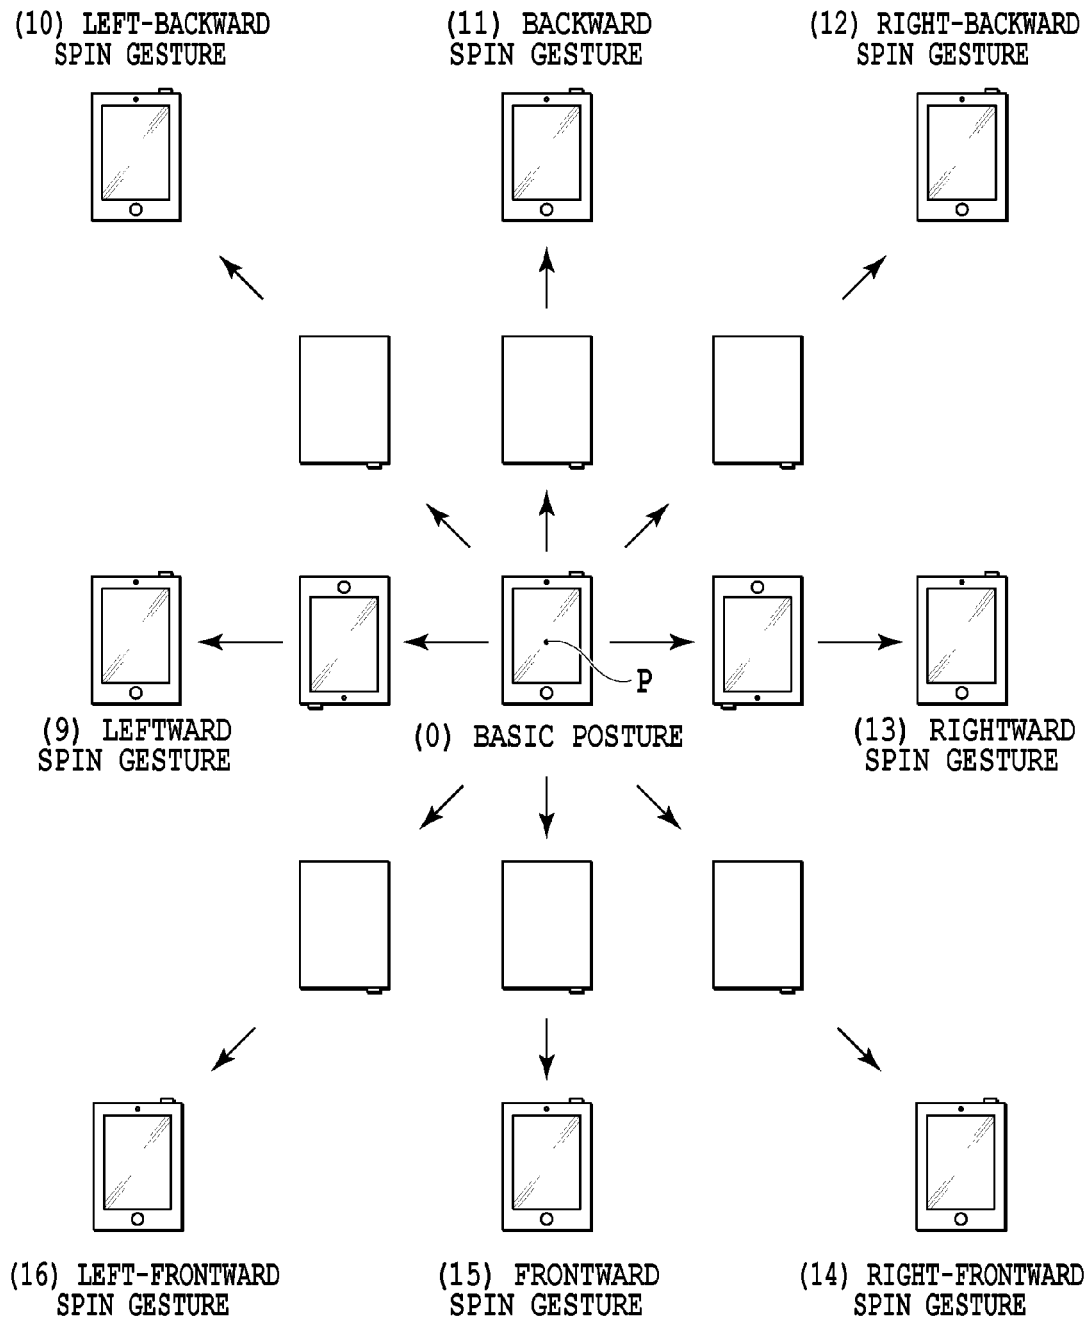 (10) LEFT-BACKWARD
SPIN GESTURE
(11) BACKWARD
SPIN GESTURE
(12) RIGHT-BACKWARD
SPIN GESTURE
P
(9) LEFTWARD
SPIN GESTURE
(0) BASIC POSTURE
(13) RIGHTWARD
SPIN GESTURE
(16) LEFT-FRONTWARD
SPIN GESTURE
(15) FRONTWARD
SPIN GESTURE
(14) RIGHT-FRONTWARD
SPIN GESTURE